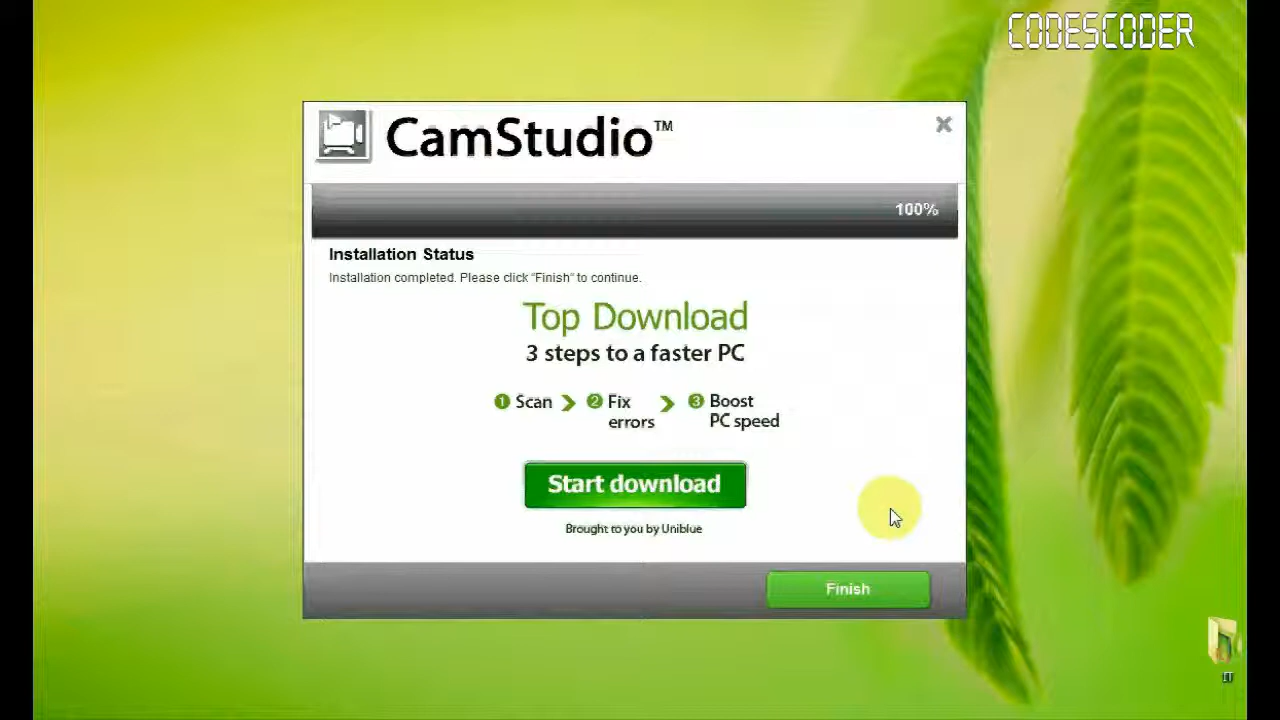 CODESCODER
CamStudio™
100%
Installation Status
Installation completed. Please click "Finish" to continue.
Top Download
3 steps to a faster PC
1 Scan > 2 Fix errors > 3 Boost PC speed
Start download
Brought to you by Uniblue
Finish